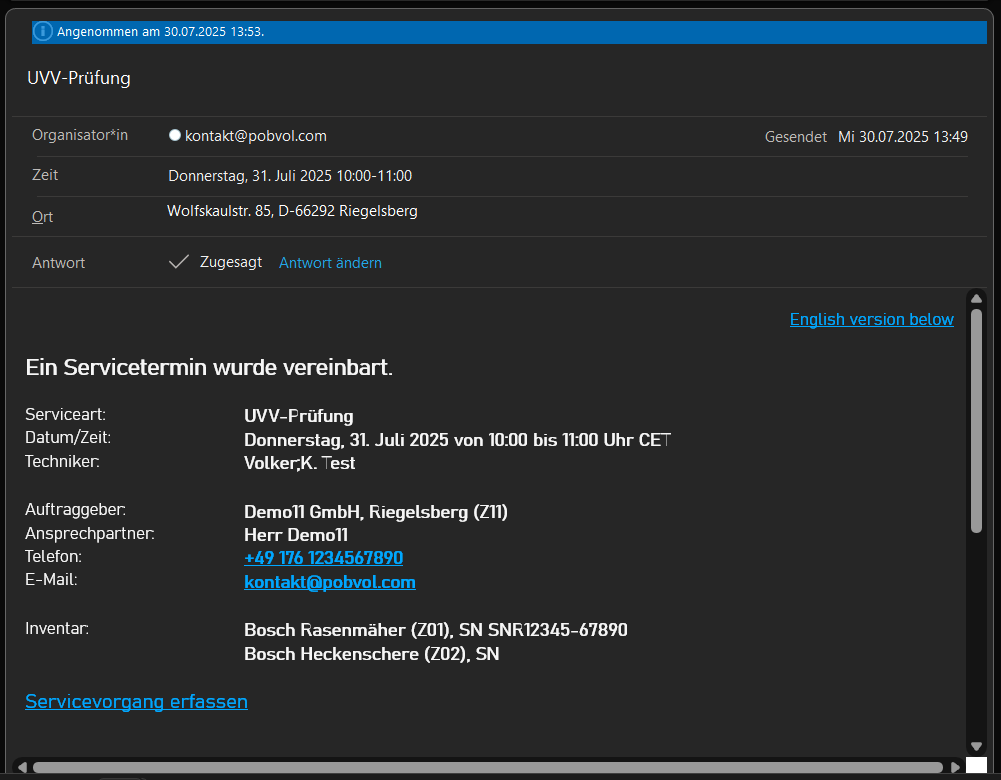 Angenommen am 30.07.2025 13:53.
UVV-Prüfung
Organisator*in kontakt@pobvol.com Gesendet Mi 30.07.2025 13:49
Zeit Donnerstag, 31. Juli 2025 10:00-11:00
Ort Wolfskaulstr. 85, D-66292 Riegelsberg
Antwort Zugesagt Antwort ändern
English version below
Ein Servicetermin wurde vereinbart.
Serviceart: UVV-Prüfung
Datum/Zeit: Donnerstag, 31. Juli 2025 von 10:00 bis 11:00 Uhr CET
Techniker: Volker;K. Test
Auftraggeber: Demo11 GmbH, Riegelsberg (Z11)
Ansprechpartner: Herr Demo11
Telefon: +49 176 1234567890
E-Mail: kontakt@pobvol.com
Inventar: Bosch Rasenmäher (Z01), SN SNR12345-67890
Bosch Heckenschere (Z02), SN
Servicevorgang erfassen